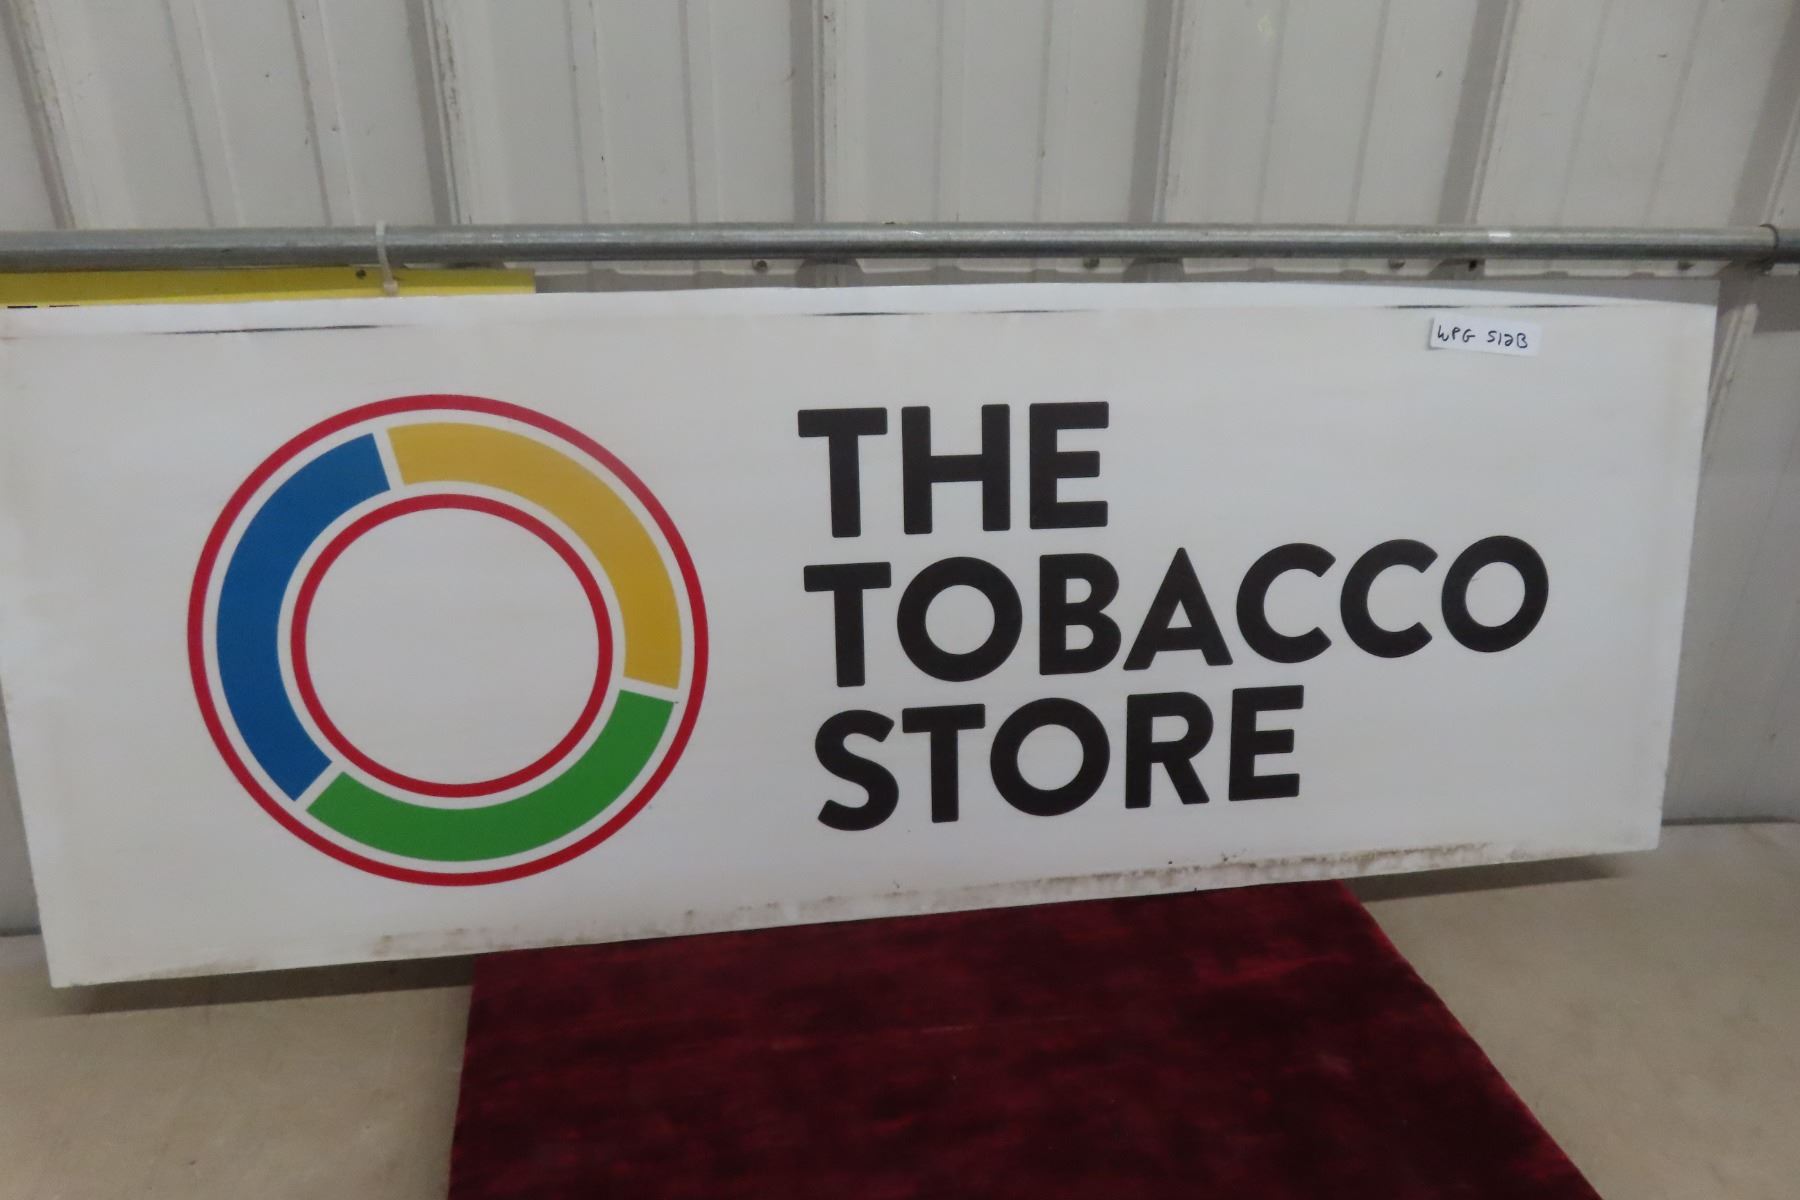 WPG 512B
THE
TOBACCO
STORE